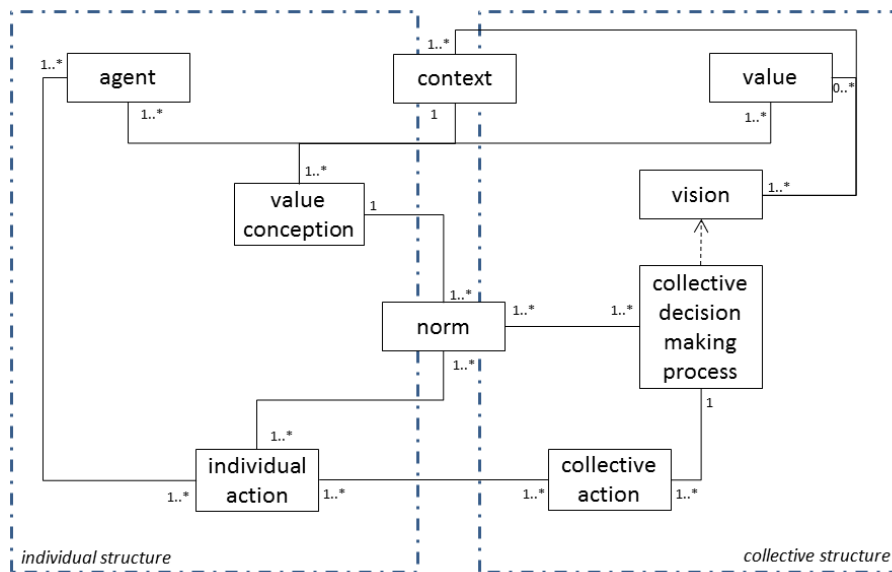 1..*
1..*
agent
context
value
0..*
1..*
1
1..*
1..*
value
conception
1
vision
1..*
1..*
norm
1..*
1..*
collective
decision
making
process
1..*
1
1..*
individual
action
collective
action
1..*
1..*
1..*
1..*
individual structure
collective structure